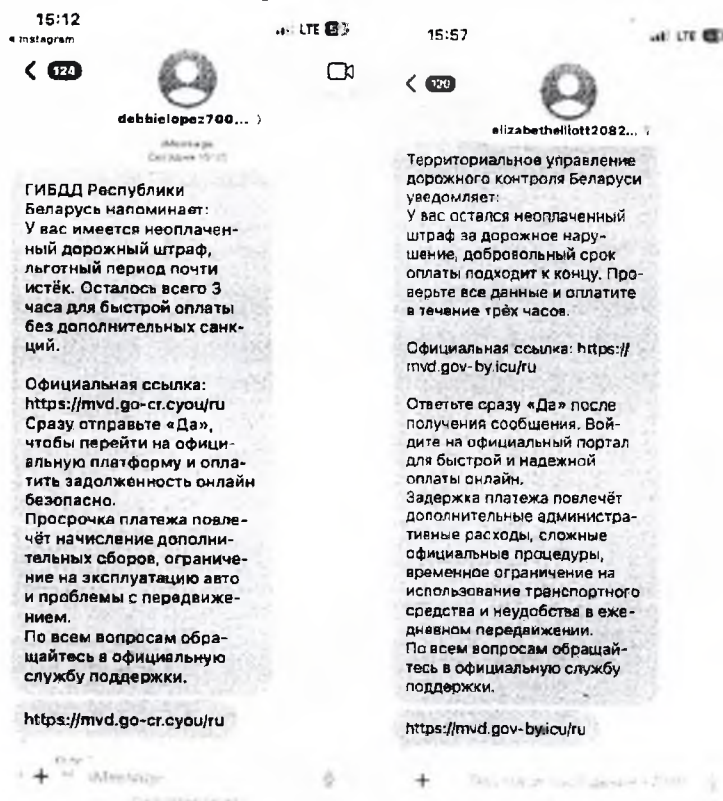 15:12
Instagram
LTE
124
debbielopez700...
iMessage
ГИБДД Республики
Беларусь напоминает:
У вас имеется неоплачен-
ный дорожный штраф,
льготный период почти
истёк. Осталось всего 3
часа для быстрой оплаты
без дополнительных санк-
ций.
Официальная ссылка:
https://mvd.go-cr.cyou/ru
Сразу отправьте «Да»,
чтобы перейти на офици-
альную платформу и опла-
тить задолженность онлайн
безопасно.
Просрочка платежа повле-
чёт начисление дополни-
тельных сборов, ограниче-
ние на эксплуатацию авто
и проблемы с передвиже-
нием.
По всем вопросам обра-
щайтесь в официальную
службу поддержки.
https://mvd.go-cr.cyou/ru
iMessage
15:57
LTE
120
elizabethelliott2082...
Территориальное управление
дорожного контроля Беларуси
уведомляет:
У вас остался неоплаченный
штраф за дорожное нару-
шение, добровольный срок
оплаты подходит к концу. Про-
верьте все данные и оплатите
в течение трёх часов.
Официальная ссылка: https://
mvd.gov-by.icu/ru
Ответьте сразу «Да» после
получения сообщения. Вой-
дите на официальный портал
для быстрой и надежной
оплаты онлайн.
Задержка платежа повлечёт
дополнительные администра-
тивные расходы, сложные
официальные процедуры,
временное ограничение на
использование транспортного
средства и неудобства в еже-
дневном передвижении.
По всем вопросам обращай-
тесь в официальную службу
поддержки.
https://mvd.gov-by.icu/ru